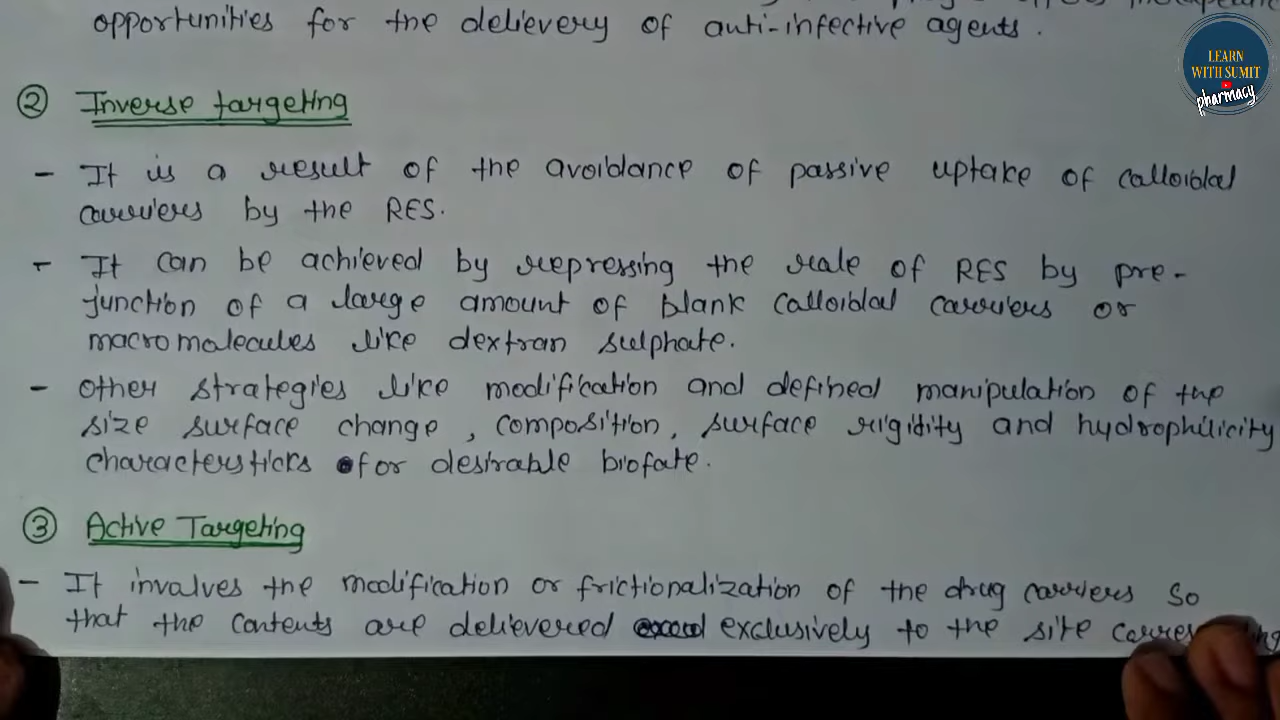 opportunities for the delievery of anti-infective agents.
LEARN
WITH SUMIT
pharmacy
② Inverse targeting
- It is a result of the avoidance of passive uptake of calloidal
carriers by the RES.
- It can be achieved by repressing the role of RES by pre-
junction of a large amount of blank calloidal carriers or
macromolecules like dextran sulphate.
- Other strategies like modification and defined manipulation of the
size surface change, composition, surface rigidity and hydrophilicity
characterstics for desirable biofate.
③ Active Targeting
- It involves the modification or frictionalization of the drug carriers so
that the contents are delievered exclusively to the site